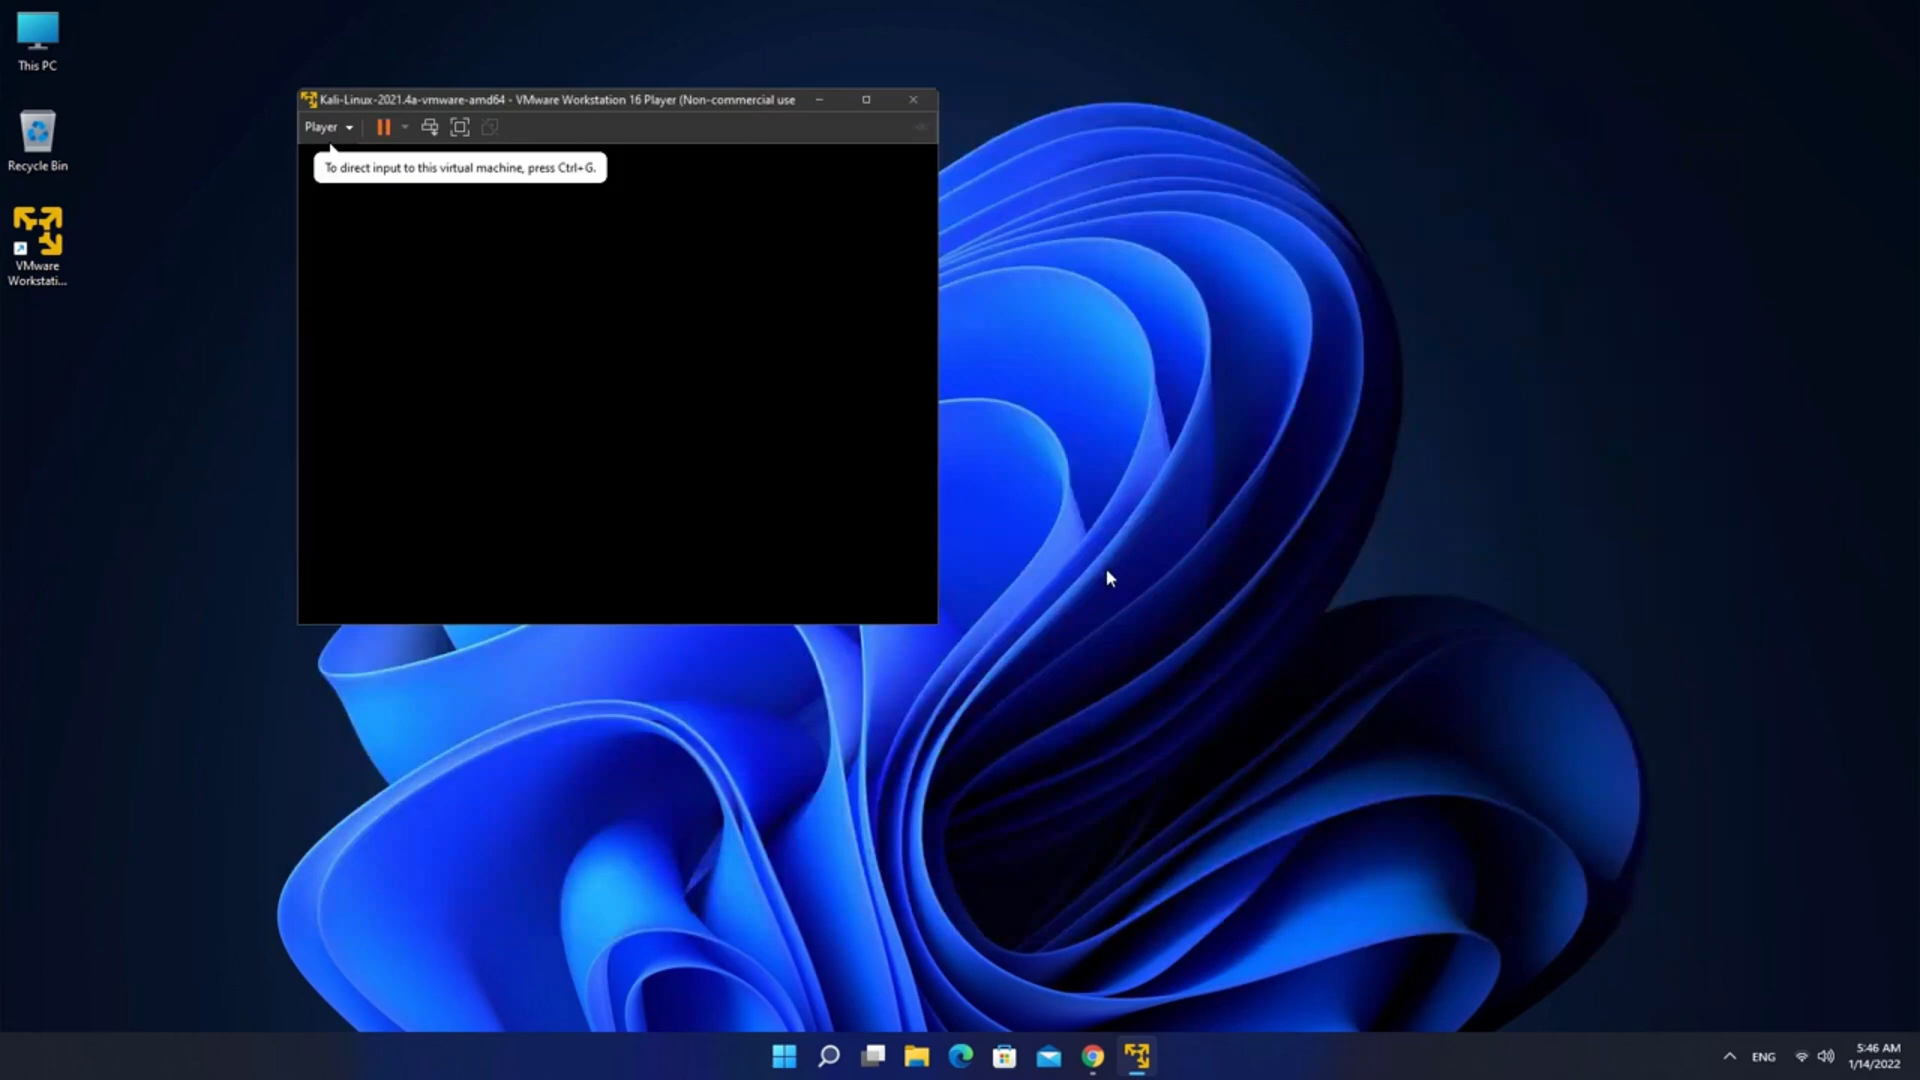 This PC
Recycle Bin
VMware
Workstati...
Kali-Linux-2021.4a-vmware-amd64 - VMware Workstation 16 Player (Non-commercial use
Player
To direct input to this virtual machine, press Ctrl+G.
ENG
5:46 AM
1/14/2022